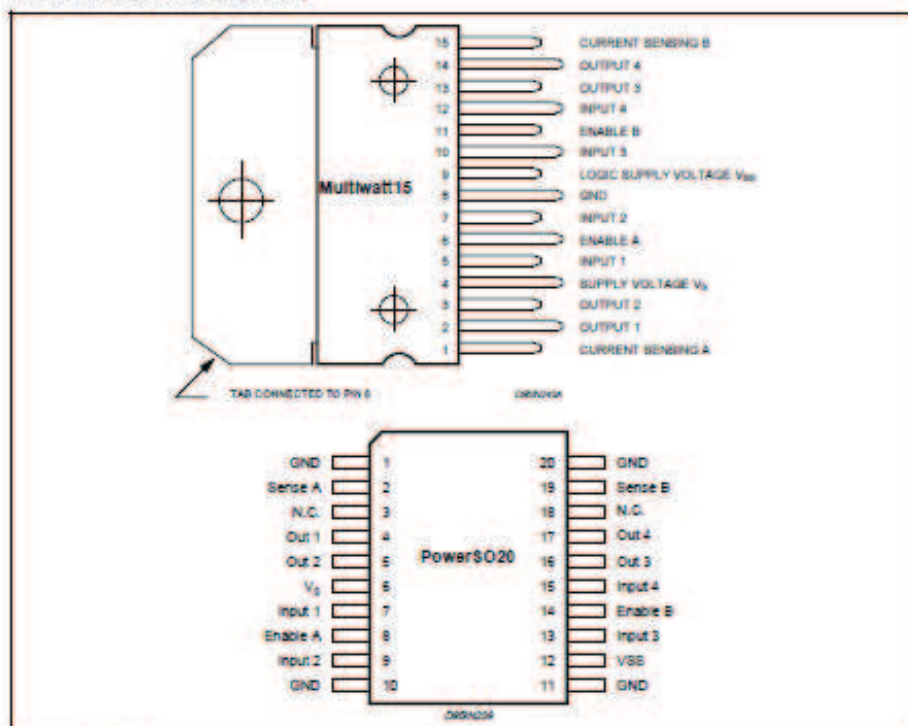 15 CURRENT SENSING B
14 OUTPUT 4
13 OUTPUT 3
12 INPUT 4
11 ENABLE B
10 INPUT 3
9 LOGIC SUPPLY VOLTAGE VSS
8 GND
7 INPUT 2
6 ENABLE A
5 INPUT 1
4 SUPPLY VOLTAGE VS
3 OUTPUT 2
2 OUTPUT 1
1 CURRENT SENSING A
Multiwatt15
TAB CONNECTED TO PIN 8
GND 1 20 GND
Sense A 2 19 Sense B
N.C. 3 18 N.C.
Out 1 4 17 Out 4
Out 2 5 16 Out 3
VS 6 15 Input 4
Input 1 7 14 Enable B
Enable A 8 13 Input 3
Input 2 9 12 VSS
GND 10 11 GND
PowerSO20